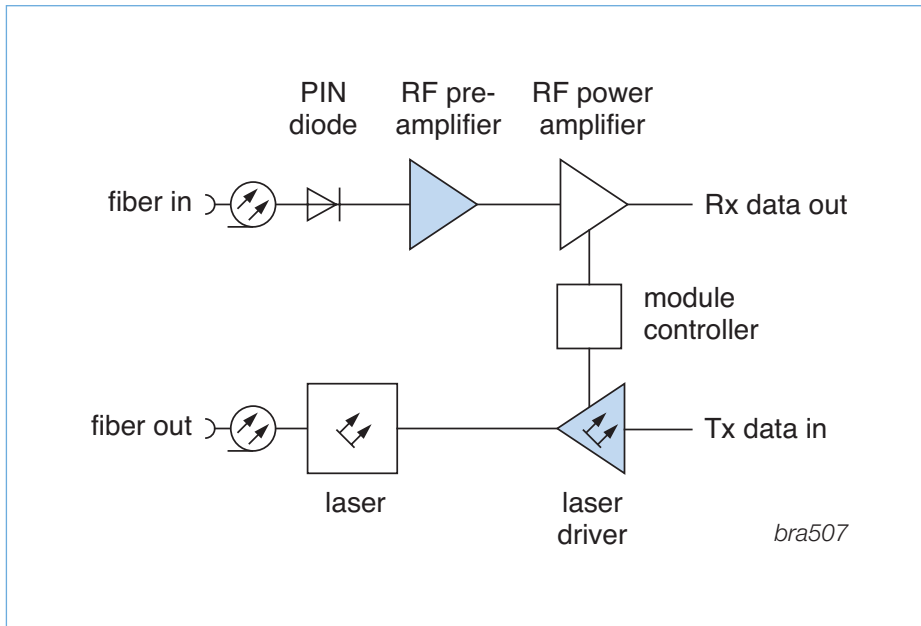 PIN
diode
RF pre-
amplifier
RF power
amplifier
fiber in
Rx data out
module
controller
fiber out
Tx data in
laser
laser
driver
bra507